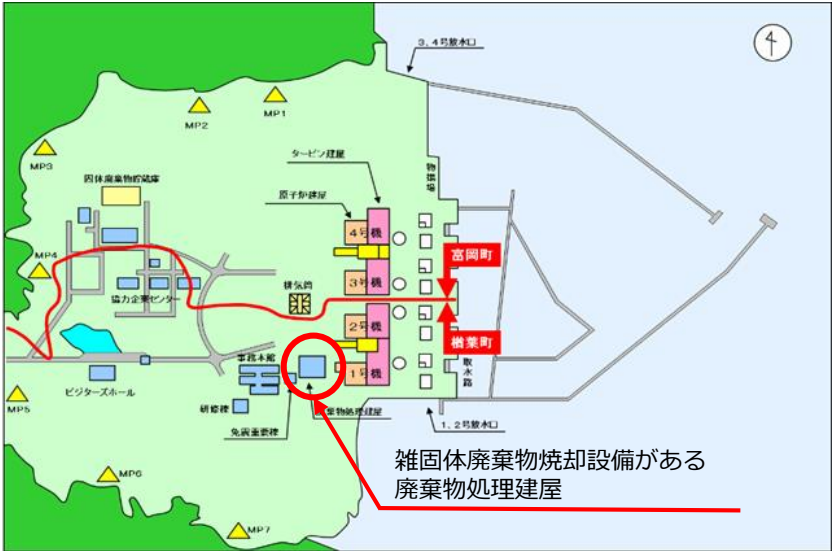 3、4号放水口
MP1
MP2
MP3
タービン建屋
物揚場
固体廃棄物貯蔵庫
原子炉建屋
4号機
MP4
富岡町
3号機
排気筒
協力企業センター
2号機
楢葉町
事務本館
取水路
1号機
ビジターズホール
MP5
研修棟
棄物処理建屋
免震重要棟
1、2号放水口
雑固体廃棄物焼却設備がある
廃棄物処理建屋
MP6
MP7